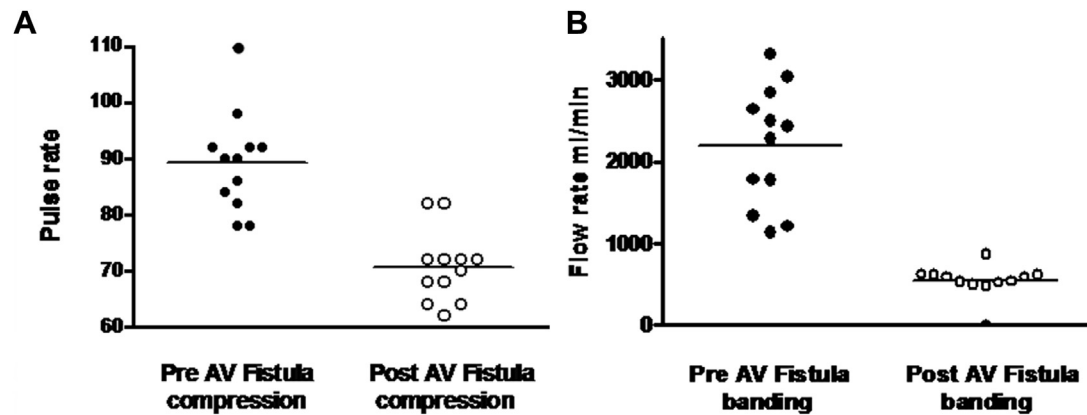 A
Pulse rate
110
100
90
80
70
60
Pre AV Fistula
compression
Post AV Fistula
compression
B
Flow rate ml/min
3000
2000
1000
0
Pre AV Fistula
banding
Post AV Fistula
banding